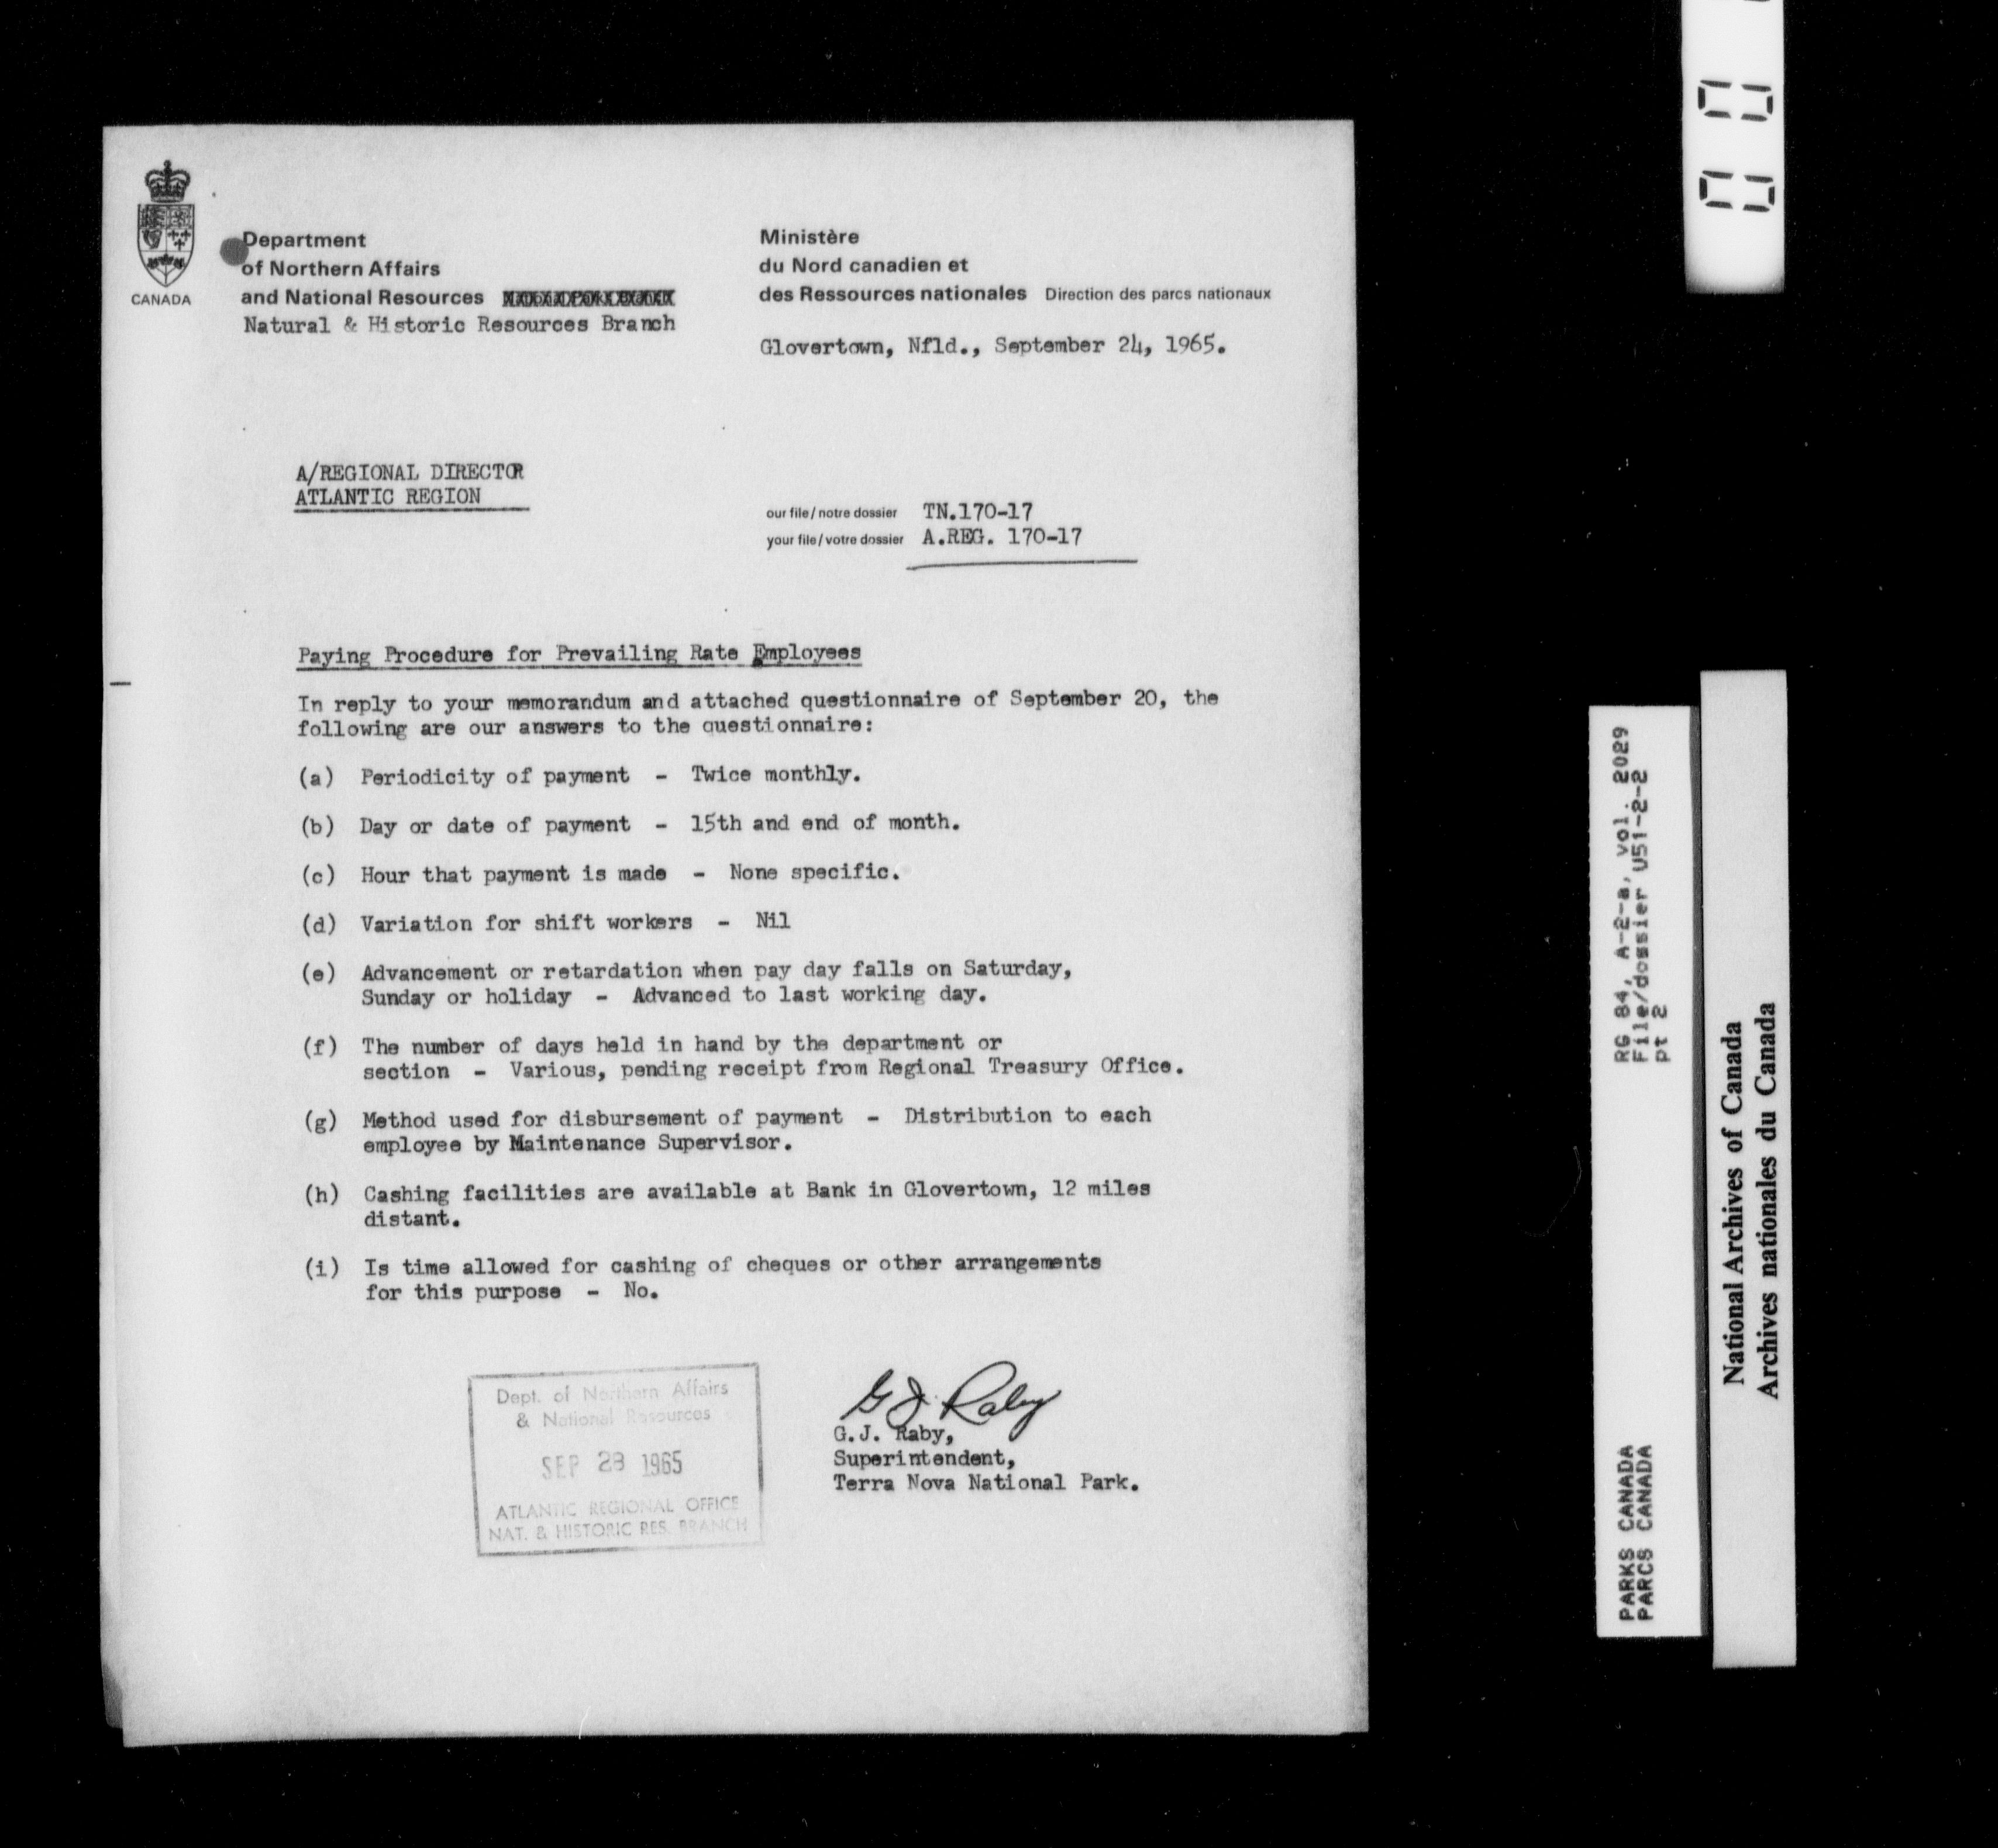 CANADA
Department
of Northern Affairs
and National Resources
Natural & Historic Resources Branch
Ministère
du Nord canadien et
des Ressources nationales Direction des parcs nationaux
Glovertown, Nfld., September 24, 1965.
A/REGIONAL DIRECTOR
ATLANTIC REGION
our file/notre dossier TN.170-17
your file/votre dossier A.REG. 170-17
Paying Procedure for Prevailing Rate Employees
In reply to your memorandum and attached questionnaire of September 20, the
following are our answers to the questionnaire:
(a) Periodicity of payment - Twice monthly.
(b) Day or date of payment - 15th and end of month.
(c) Hour that payment is made - None specific.
(d) Variation for shift workers - Nil
(e) Advancement or retardation when pay day falls on Saturday,
Sunday or holiday - Advanced to last working day.
(f) The number of days held in hand by the department or
section - Various, pending receipt from Regional Treasury Office.
(g) Method used for disbursement of payment - Distribution to each
employee by Maintenance Supervisor.
(h) Cashing facilities are available at Bank in Glovertown, 12 miles
distant.
(i) Is time allowed for cashing of cheques or other arrangements
for this purpose - No.
Dept. of Northern Affairs
& National Resources
SEP 28 1965
ATLANTIC REGIONAL OFFICE
NAT. & HISTORIC RES. BRANCH
G J Raby
G.J. Raby,
Superintendent,
Terra Nova National Park.
RG 84, A-2-a, vol. 2029
File/dossier U51-2-2
pt 2
PARKS CANADA
PARCS CANADA
National Archives of Canada
Archives nationales du Canada